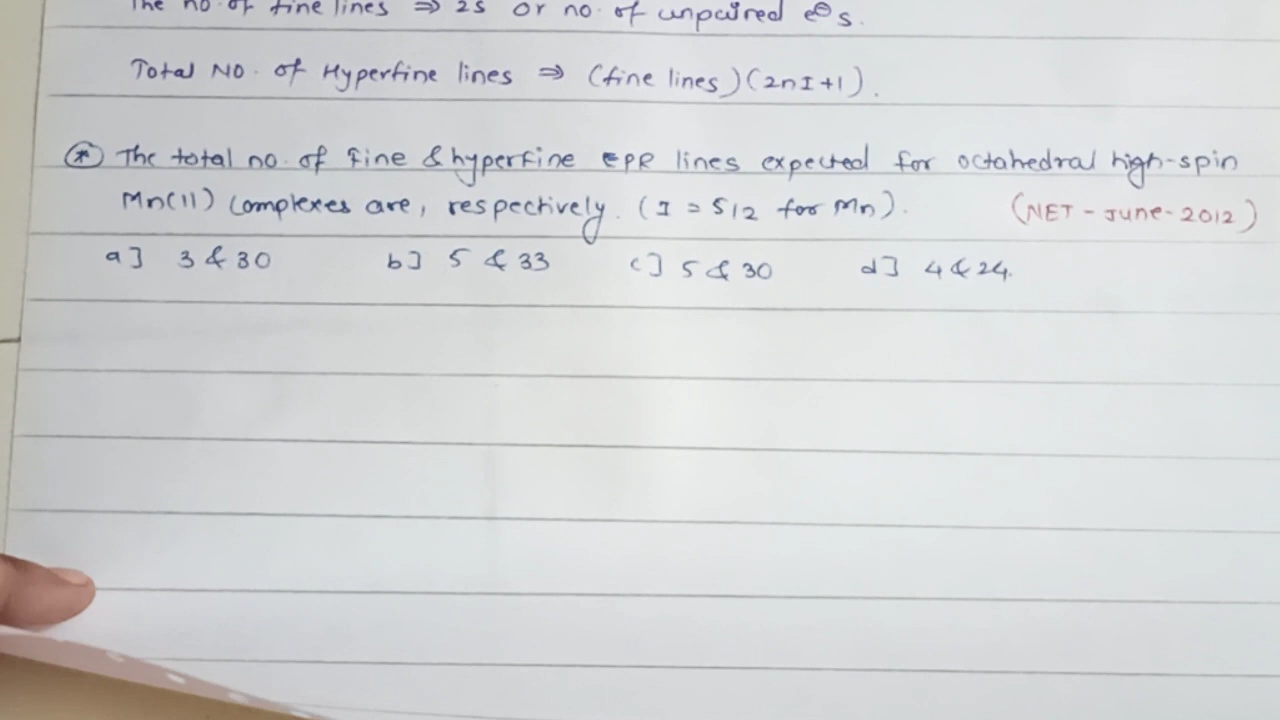 The no. of fine lines ⇒ 2S or no. of unpaired e⊖s.
Total NO. of Hyperfine lines ⇒ (fine lines)(2nI+1).
* The total no. of Fine & hyperfine EPR lines expected for octahedral high-spin
Mn(II) complexes are, respectively. (I = 5/2 for Mn). (NET - June - 2012)
a] 3 & 30 b] 5 & 33 c] 5 & 30 d] 4 & 24.